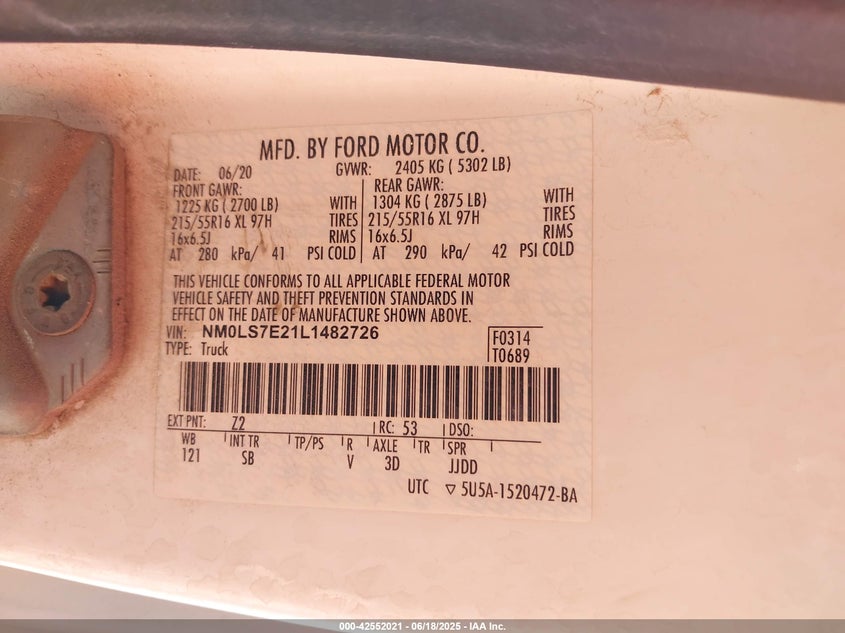 MFD. BY FORD MOTOR CO.
DATE: 06/20 GVWR: 2405 KG ( 5302 LB)
FRONT GAWR: REAR GAWR:
1225 KG ( 2700 LB) WITH 1304 KG ( 2875 LB) WITH
215/55R16 XL 97H TIRES 215/55R16 XL 97H TIRES
16x6.5J RIMS 16x6.5J RIMS
AT 280 kPa/ 41 PSI COLD AT 290 kPa/ 42 PSI COLD
THIS VEHICLE CONFORMS TO ALL APPLICABLE FEDERAL MOTOR
VEHICLE SAFETY AND THEFT PREVENTION STANDARDS IN
EFFECT ON THE DATE OF MANUFACTURE SHOWN ABOVE.
VIN: NM0LS7E21L1482726 F0314
TYPE: Truck T0689
EXT PNT: Z2 RC: 53 DSO:
WB INT TR TP/PS R AXLE TR SPR
121 SB V 3D JJDD
UTC ▽ 5U5A-1520472-BA
000-42552021 - 06/18/2025 - IAA Inc.